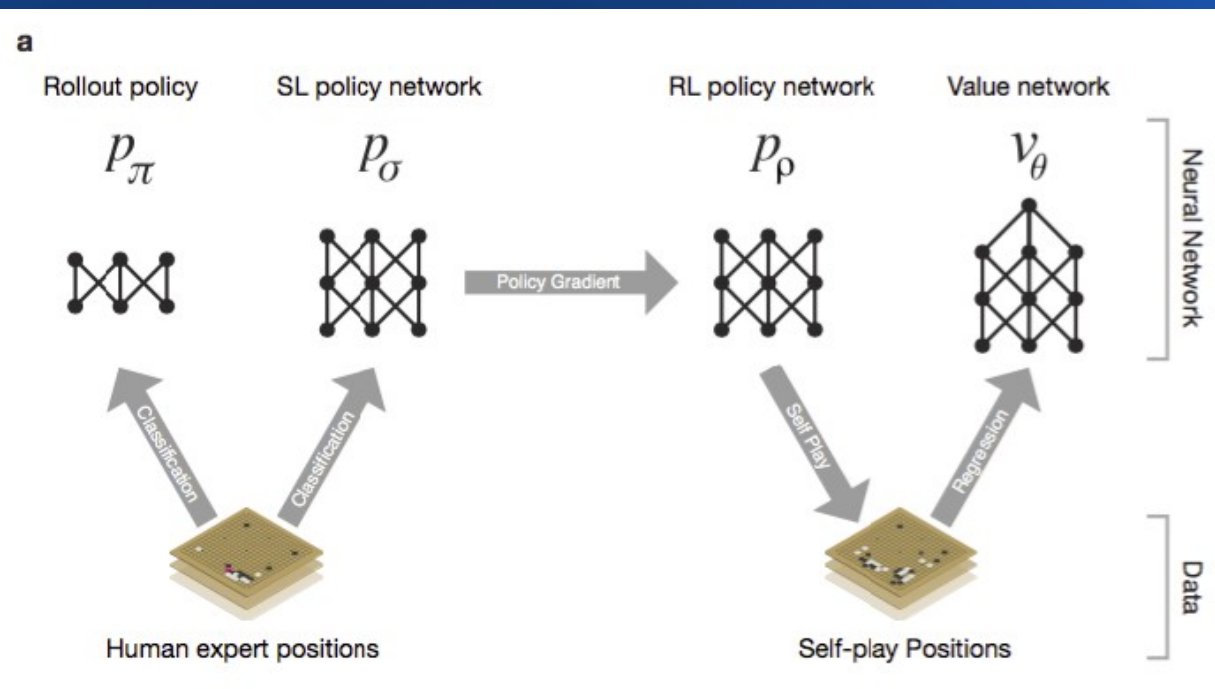 a
Rollout policy
SL policy network
RL policy network
Value network
pπ
pσ
pρ
vθ
Neural Network
Policy Gradient
Classification
Classification
Self Play
Regression
Data
Human expert positions
Self-play Positions